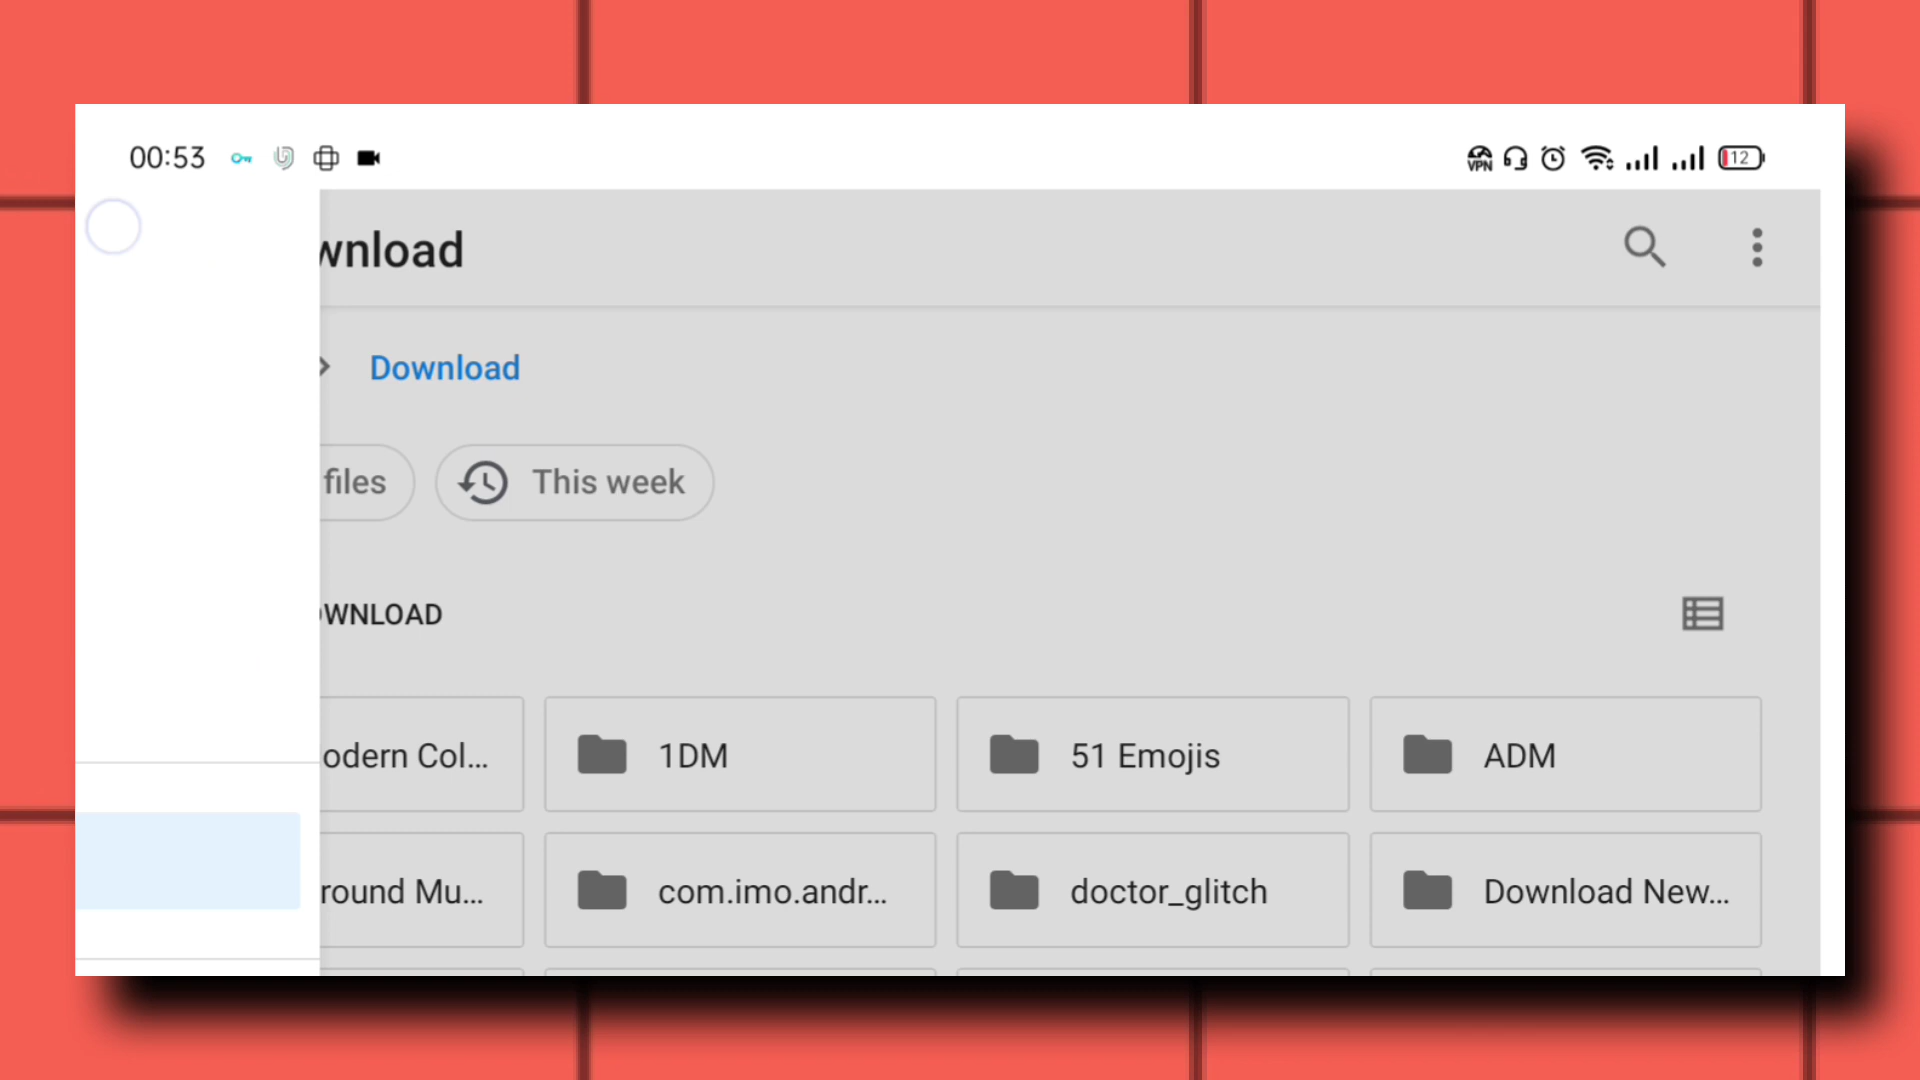 00:53 VPN 12
wnload
Download
files This week
WNLOAD
odern Col... 1DM 51 Emojis ADM
round Mu... com.imo.andr... doctor_glitch Download New...